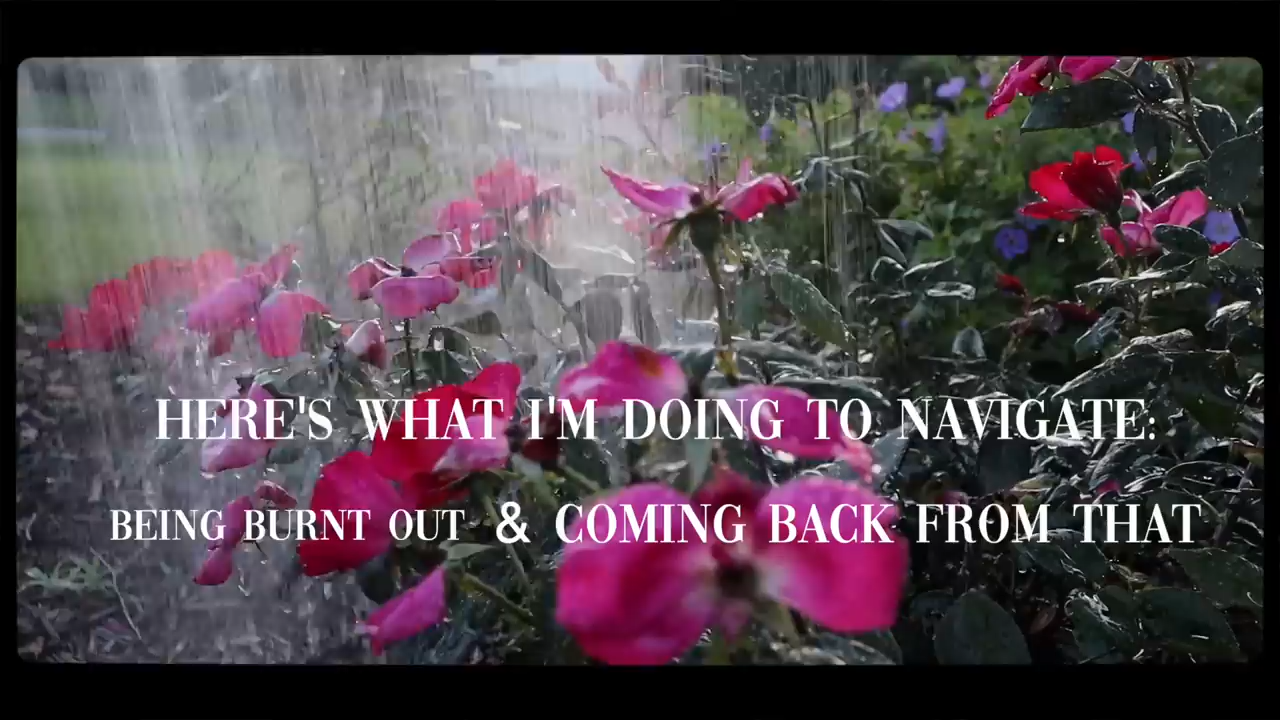 HERE'S WHAT I'M DOING TO NAVIGATE:
BEING BURNT OUT & COMING BACK FROM THAT